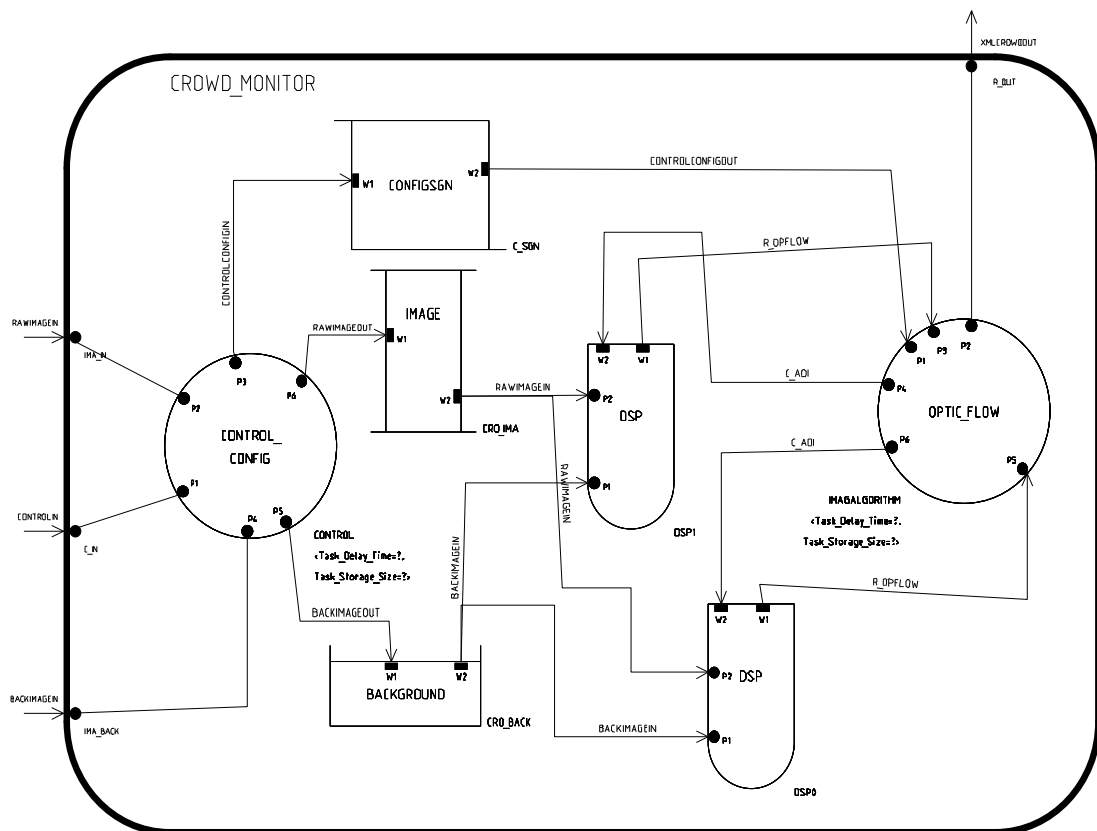 XMLCROWDOUT
R_OUT
CROWD_MONITOR
CONTROLCONFIGOUT
W2
W1
CONFIGSGN
C_SGN
CONTROLCONFIGIN
R_OPFLOW
IMAGE
RAWIMAGEIN
IMA_IN
RAWIMAGEOUT
W1
W2
CRO_IMA
P3
P6
P2
CONTROL_
CONFIG
P1
P4
P5
W2
W1
RAWIMAGEIN
P2
DSP
P1
DSP1
C_AOI
P1
P3
P2
P4
OPTIC_FLOW
P6
P5
C_AOI
RAWIMAGEIN
IMAGALGORITHM
<Task_Delay_Time=?,
Task_Storage_Size=?>
CONTROLIN
C_IN
CONTROL
<Task_Delay_Time=?,
Task_Storage_Size=?>
BACKIMAGEIN
R_OPFLOW
BACKIMAGEOUT
W2
W1
W1
W2
BACKGROUND
CRO_BACK
P2
DSP
BACKIMAGEIN
IMA_BACK
BACKIMAGEIN
P1
DSP0